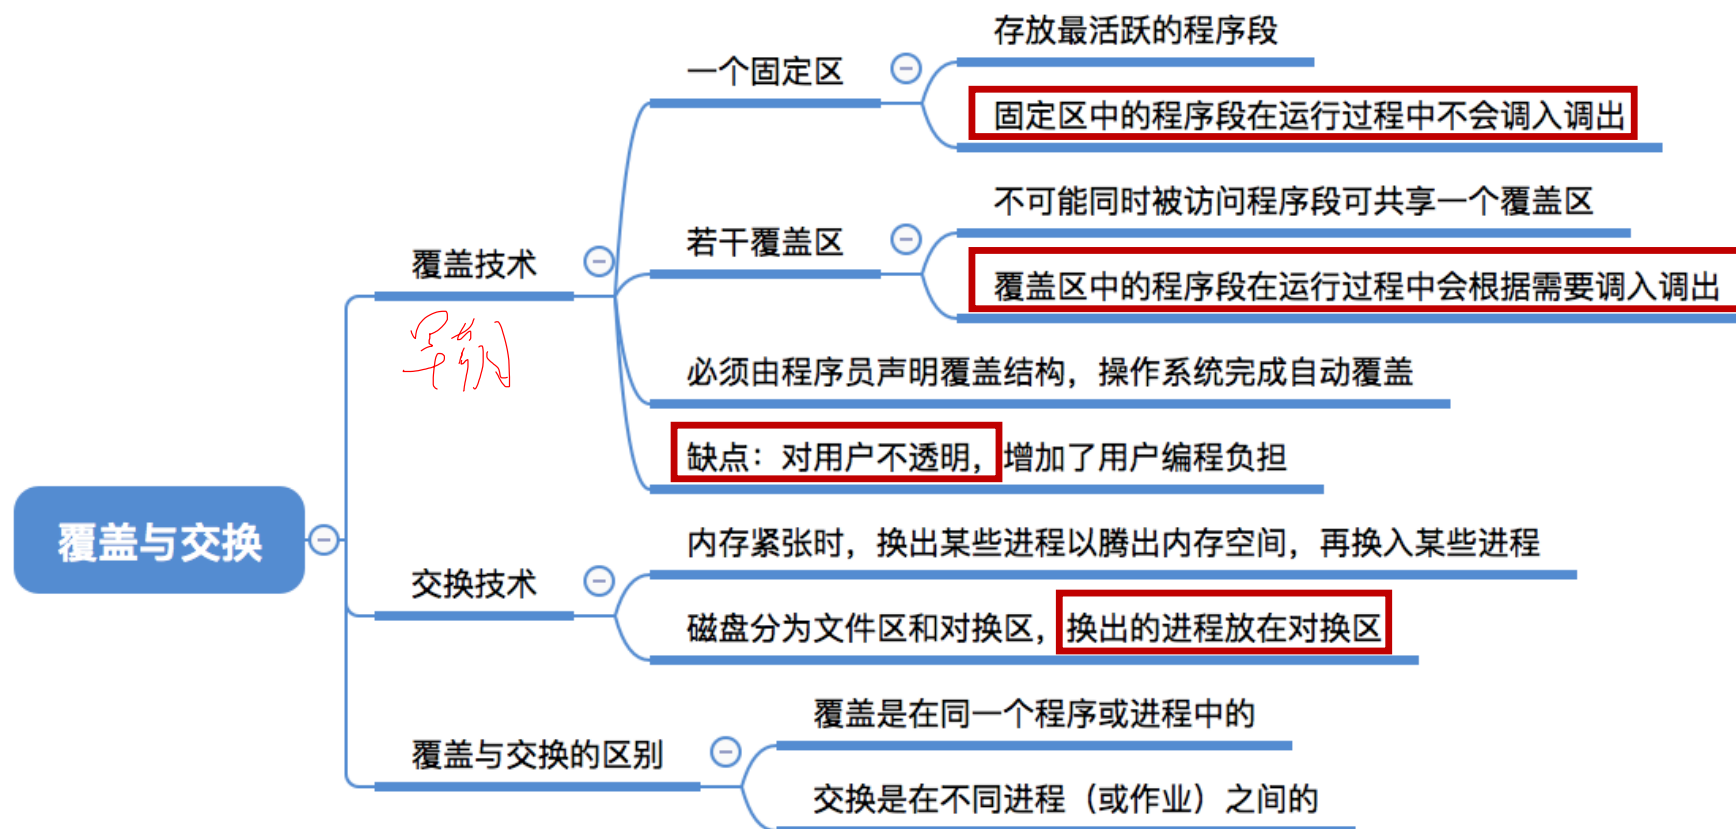 覆盖与交换
覆盖技术
早期
一个固定区
存放最活跃的程序段
固定区中的程序段在运行过程中不会调入调出
若干覆盖区
不可能同时被访问程序段可共享一个覆盖区
覆盖区中的程序段在运行过程中会根据需要调入调出
必须由程序员声明覆盖结构，操作系统完成自动覆盖
缺点：对用户不透明，增加了用户编程负担
交换技术
内存紧张时，换出某些进程以腾出内存空间，再换入某些进程
磁盘分为文件区和对换区，换出的进程放在对换区
覆盖与交换的区别
覆盖是在同一个程序或进程中的
交换是在不同进程（或作业）之间的